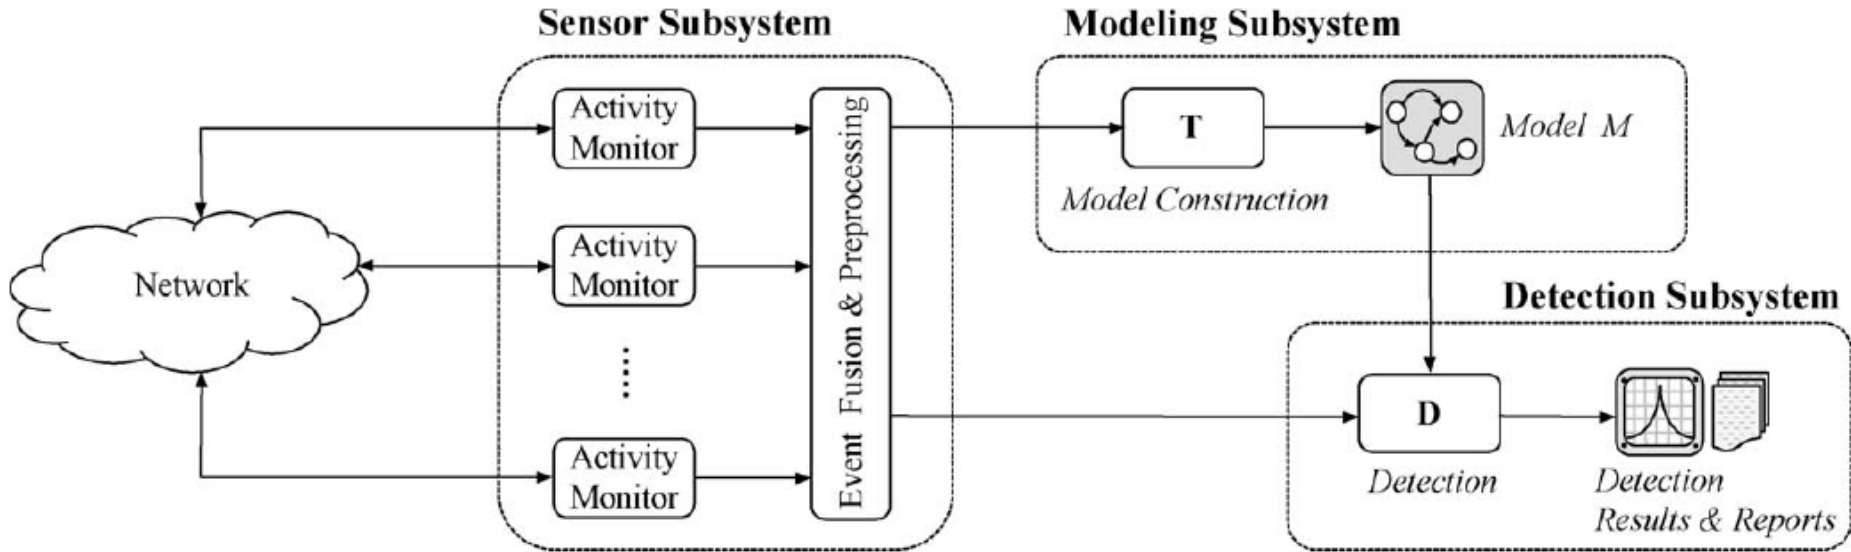 Sensor Subsystem
Modeling Subsystem
Activity
Monitor
T
Model M
Model Construction
Network
Activity
Monitor
Event Fusion & Preprocessing
Detection Subsystem
Activity
Monitor
D
Detection
Detection
Results & Reports